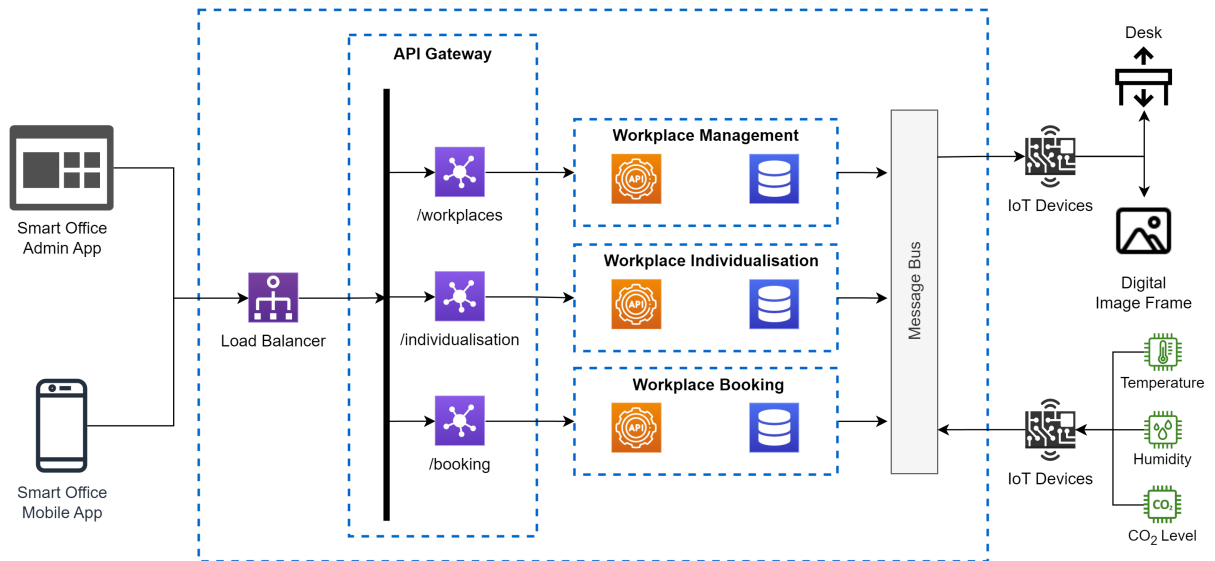 Smart Office
Admin App
Smart Office
Mobile App
Load Balancer
API Gateway
/workplaces
/individualisation
/booking
Workplace Management
API
Workplace Individualisation
API
Workplace Booking
API
Message Bus
IoT Devices
Desk
Digital
Image Frame
IoT Devices
Temperature
Humidity
CO₂
CO₂ Level